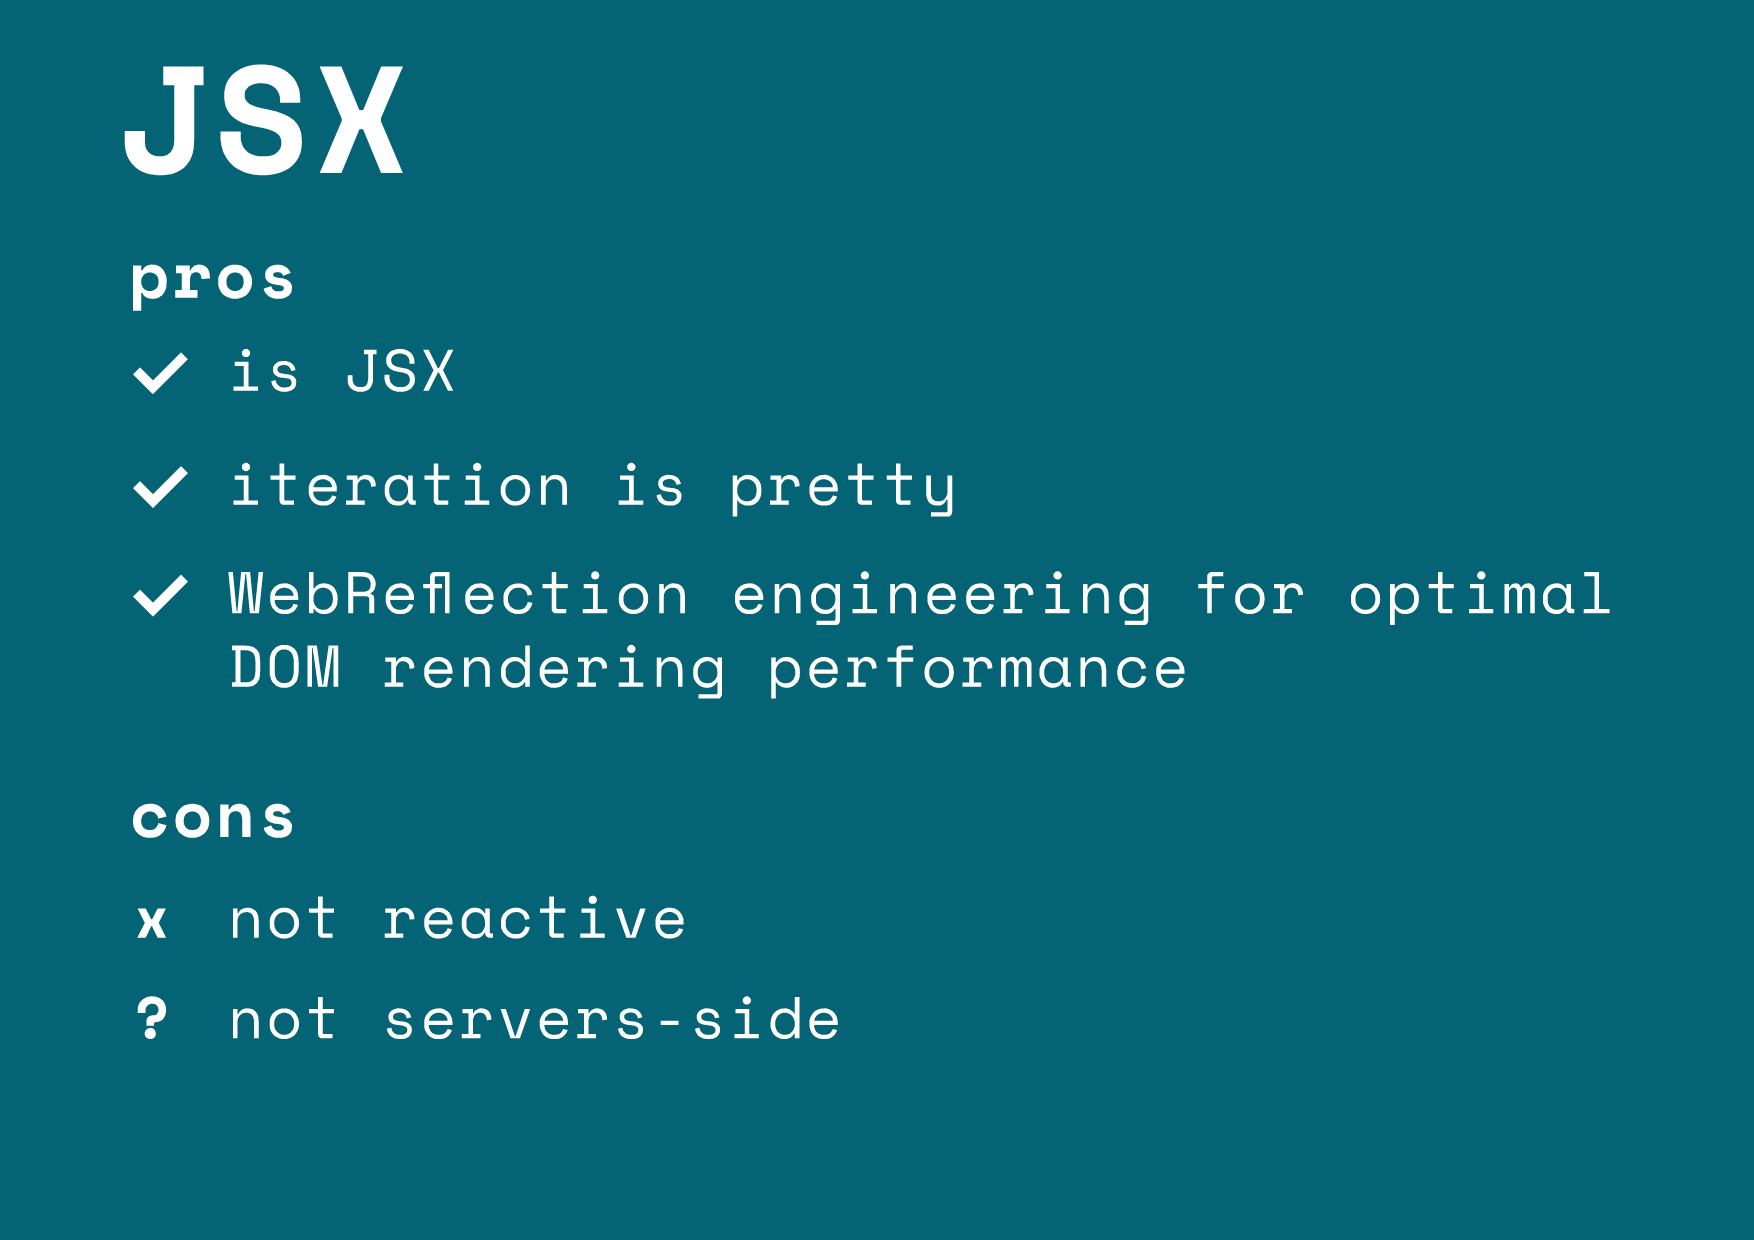 JSX
pros
✓ is JSX
✓ iteration is pretty
✓ WebReflection engineering for optimal
DOM rendering performance
cons
x not reactive
? not servers-side